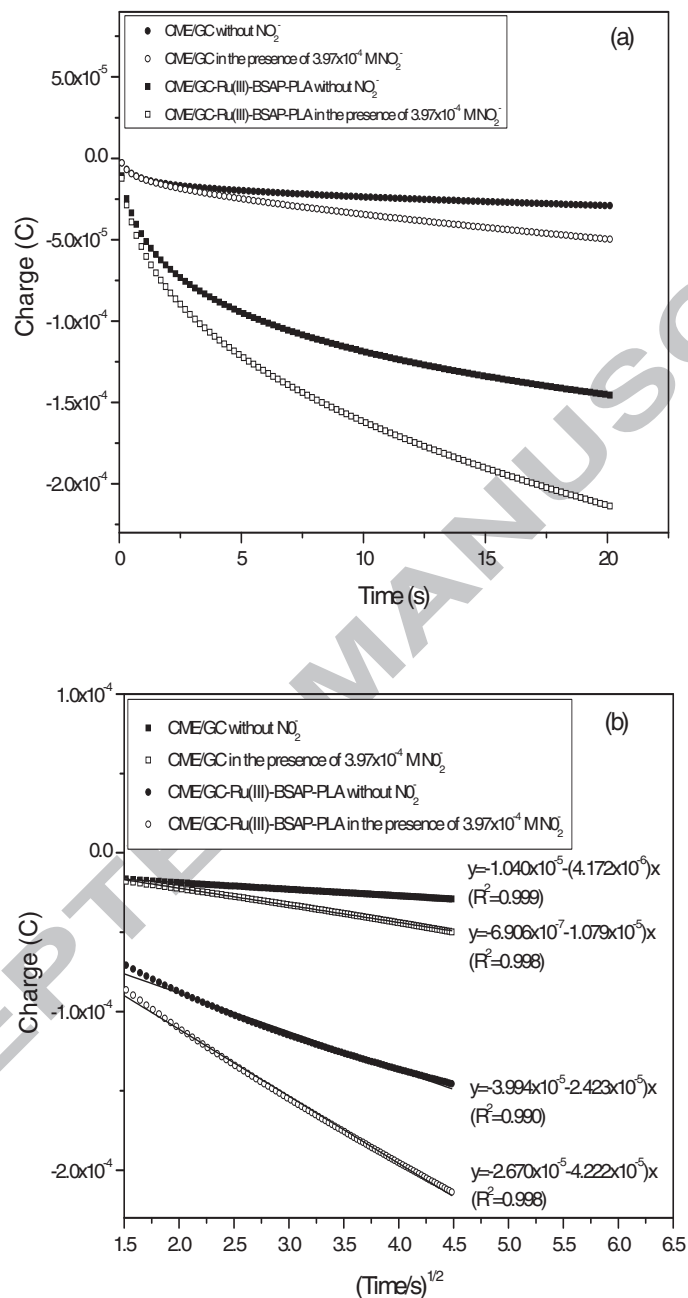 CME/GC without NO₂⁻
CME/GC in the presence of 3.97x10⁻⁴ M NO₂⁻
CME/GC-Ru(III)-BSAP-PLA without NO₂⁻
CME/GC-Ru(III)-BSAP-PLA in the presence of 3.97x10⁻⁴ M NO₂⁻
(a)
5.0x10⁻⁵
0.0
-5.0x10⁻⁵
-1.0x10⁻⁴
-1.5x10⁻⁴
-2.0x10⁻⁴
Charge (C)
0 5 10 15 20
Time (s)
1.0x10⁻⁴
CME/GC without N0₂⁻
CME/GC in the presence of 3.97x10⁻⁴ M N0₂⁻
CME/GC-Ru(III)-BSAP-PLA without N0₂⁻
CME/GC-Ru(III)-BSAP-PLA in the presence of 3.97x10⁻⁴ M N0₂⁻
(b)
0.0
-1.0x10⁻⁴
-2.0x10⁻⁴
Charge (C)
y=-1.040x10⁻⁵-(4.172x10⁻⁶)x
(R²=0.999)
y=-6.906x10⁻⁷-1.079x10⁻⁵)x
(R²=0.998)
y=-3.994x10⁻⁵-2.423x10⁻⁵)x
(R²=0.990)
y=-2.670x10⁻⁵-4.222x10⁻⁵)x
(R²=0.998)
1.5 2.0 2.5 3.0 3.5 4.0 4.5 5.0 5.5 6.0 6.5
(Time/s)¹/²
EPTE MANUSC